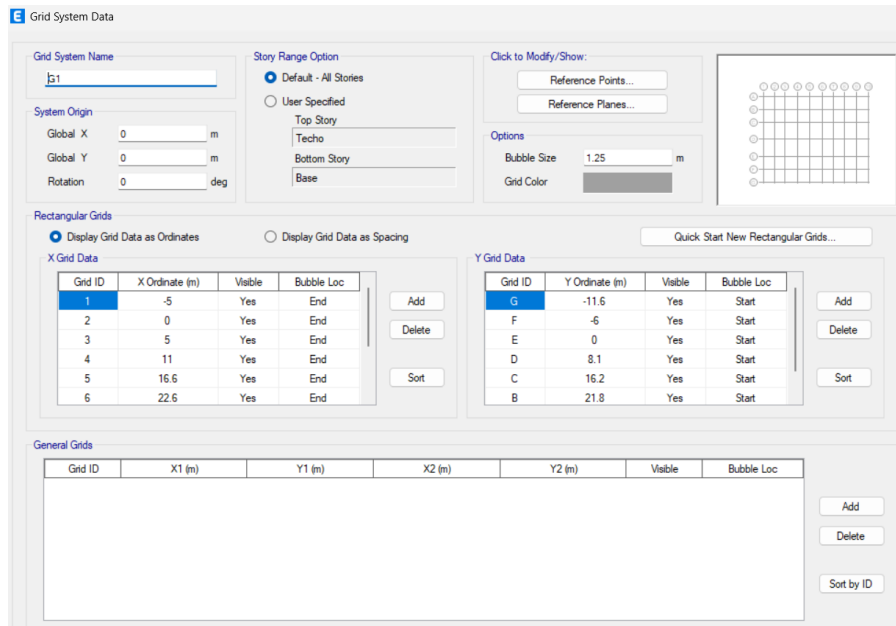 Grid System Data
Grid System Name
G1
System Origin
Global X 0 m
Global Y 0 m
Rotation 0 deg
Story Range Option
Default - All Stories
User Specified
Top Story
Techo
Bottom Story
Base
Click to Modify/Show:
Reference Points...
Reference Planes...
Options
Bubble Size 1.25 m
Grid Color
Rectangular Grids
Display Grid Data as Ordinates Display Grid Data as Spacing Quick Start New Rectangular Grids...
X Grid Data
Grid ID X Ordinate (m) Visible Bubble Loc
1 -5 Yes End
2 0 Yes End
3 5 Yes End
4 11 Yes End
5 16.6 Yes End
6 22.6 Yes End
Add
Delete
Sort
Y Grid Data
Grid ID Y Ordinate (m) Visible Bubble Loc
G -11.6 Yes Start
F -6 Yes Start
E 0 Yes Start
D 8.1 Yes Start
C 16.2 Yes Start
B 21.8 Yes Start
Add
Delete
Sort
General Grids
Grid ID X1 (m) Y1 (m) X2 (m) Y2 (m) Visible Bubble Loc
Add
Delete
Sort by ID